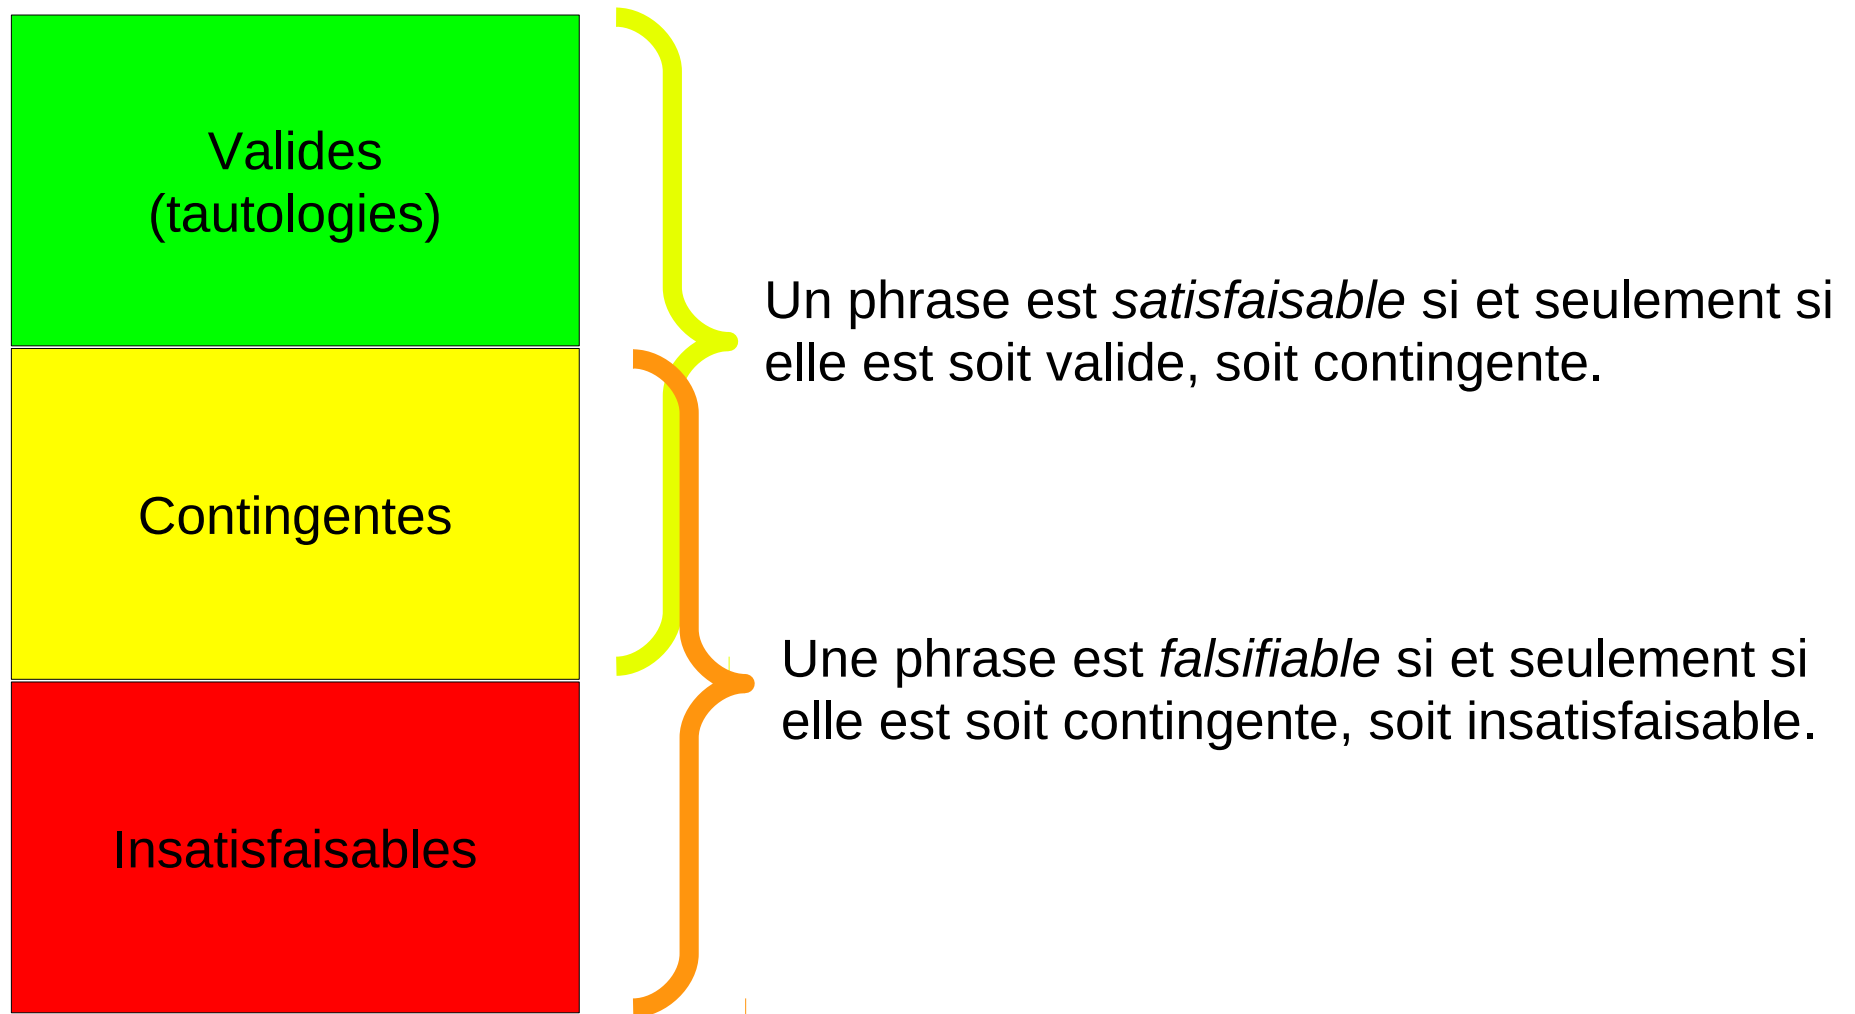 Valides
(tautologies)
Un phrase est satisfaisable si et seulement si
elle est soit valide, soit contingente.
Contingentes
Une phrase est falsifiable si et seulement si
elle est soit contingente, soit insatisfaisable.
Insatisfaisables